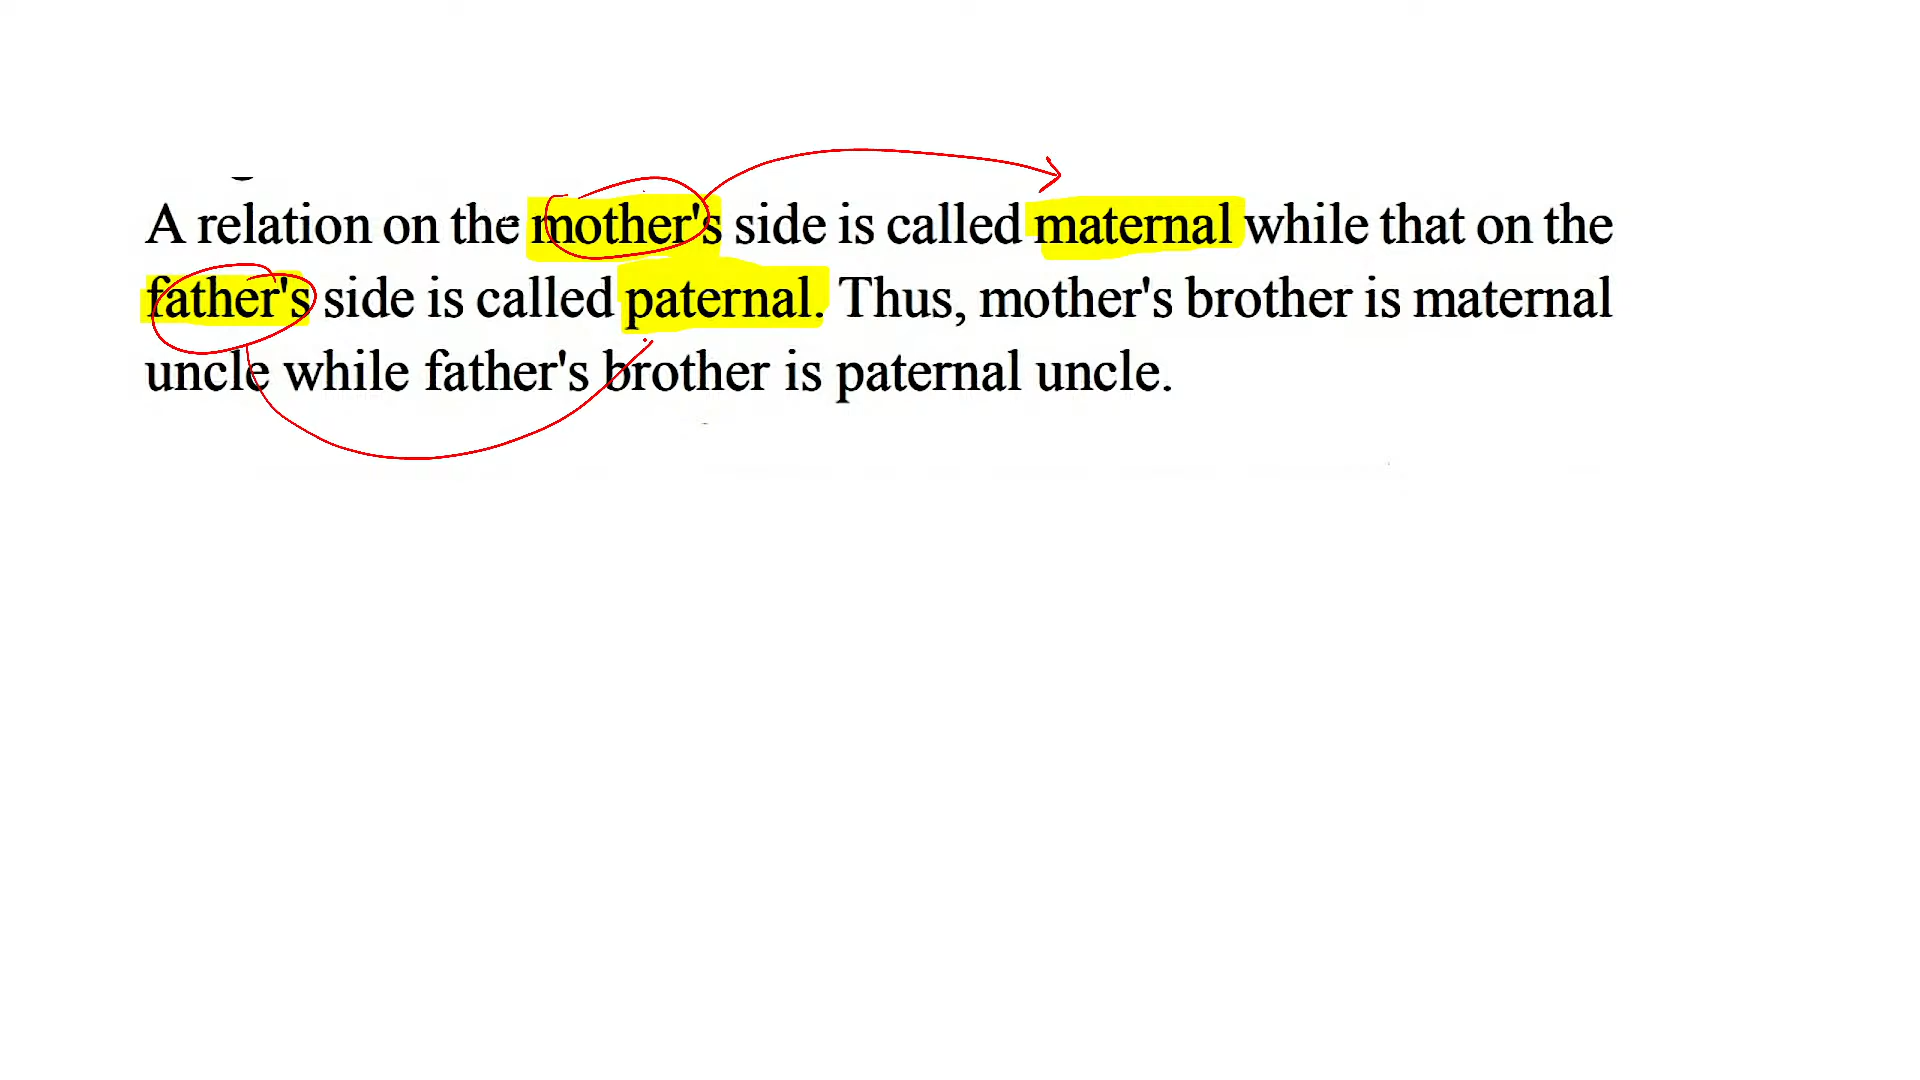 A relation on the mother's side is called maternal while that on the
father's side is called paternal. Thus, mother's brother is maternal
uncle while father's brother is paternal uncle.